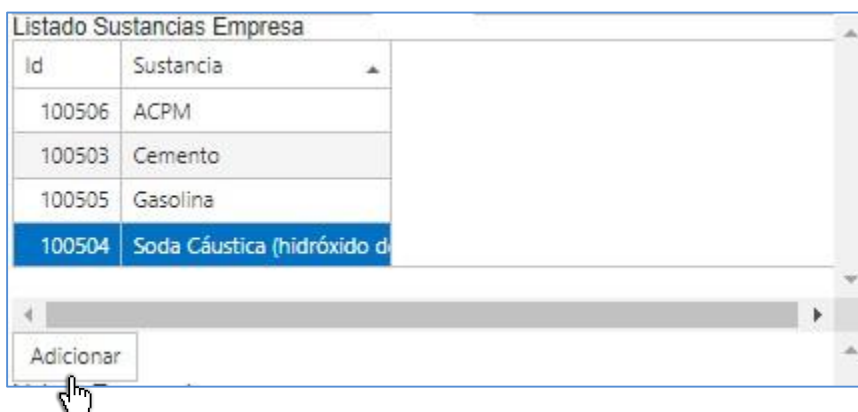 Listado Sustancias Empresa
Id Sustancia
100506 ACPM
100503 Cemento
100505 Gasolina
100504 Soda Cáustica (hidróxido d
Adicionar